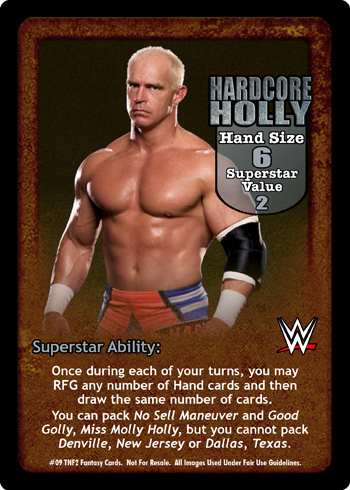 HARDCORE
HOLLY
Hand Size
6
Superstar
Value
2
W
Superstar Ability:
Once during each of your turns, you may
RFG any number of Hand cards and then
draw the same number of cards.
You can pack No Sell Maneuver and Good
Golly, Miss Molly Holly, but you cannot pack
Denville, New Jersey or Dallas, Texas.
#09 TNF2 Fantasy Cards. Not For Resale. All Images Used Under Fair Use Guidelines.